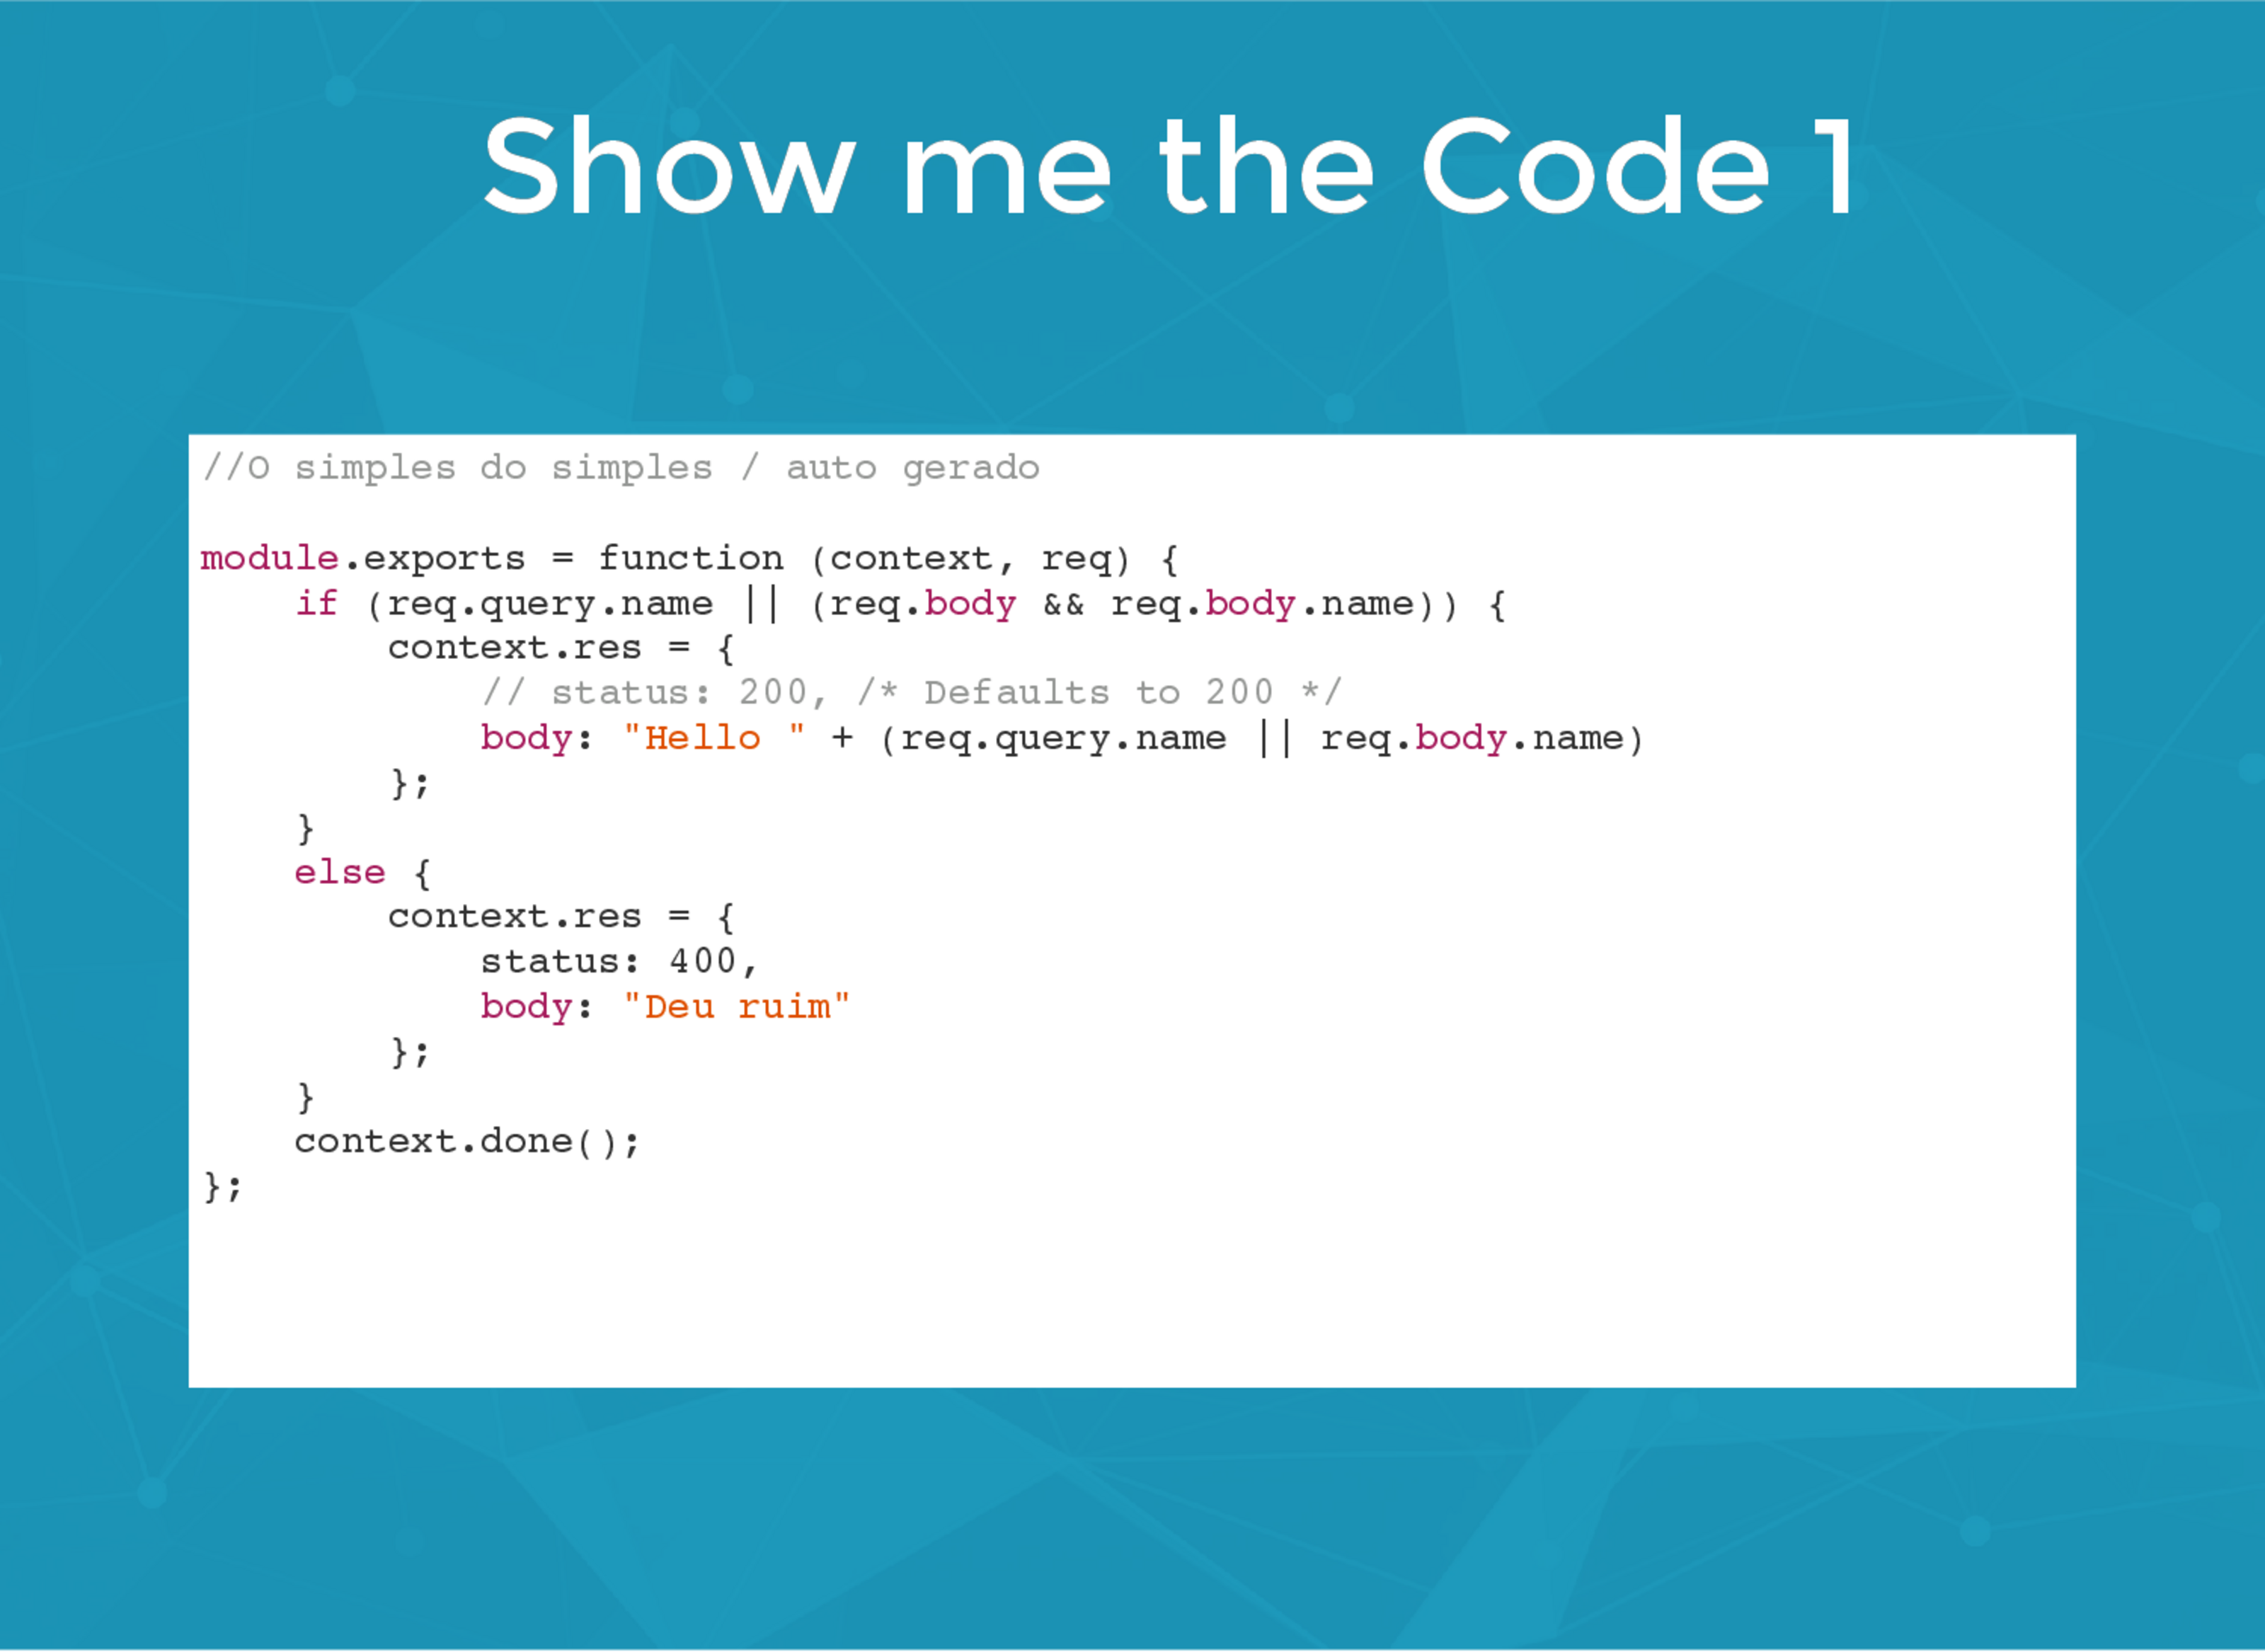 Show me the Code 1
//O simples do simples / auto gerado
module.exports = function (context, req) {
    if (req.query.name || (req.body && req.body.name)) {
        context.res = {
            // status: 200, /* Defaults to 200 */
            body: "Hello " + (req.query.name || req.body.name)
        };
    }
    else {
        context.res = {
            status: 400,
            body: "Deu ruim"
        };
    }
    context.done();
};